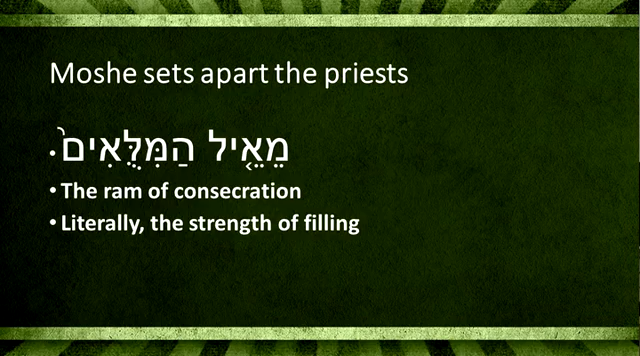 Moshe sets apart the priests
• מֵאֵ֤יל הַמִּלֻּאִים֙
• The ram of consecration
• Literally, the strength of filling